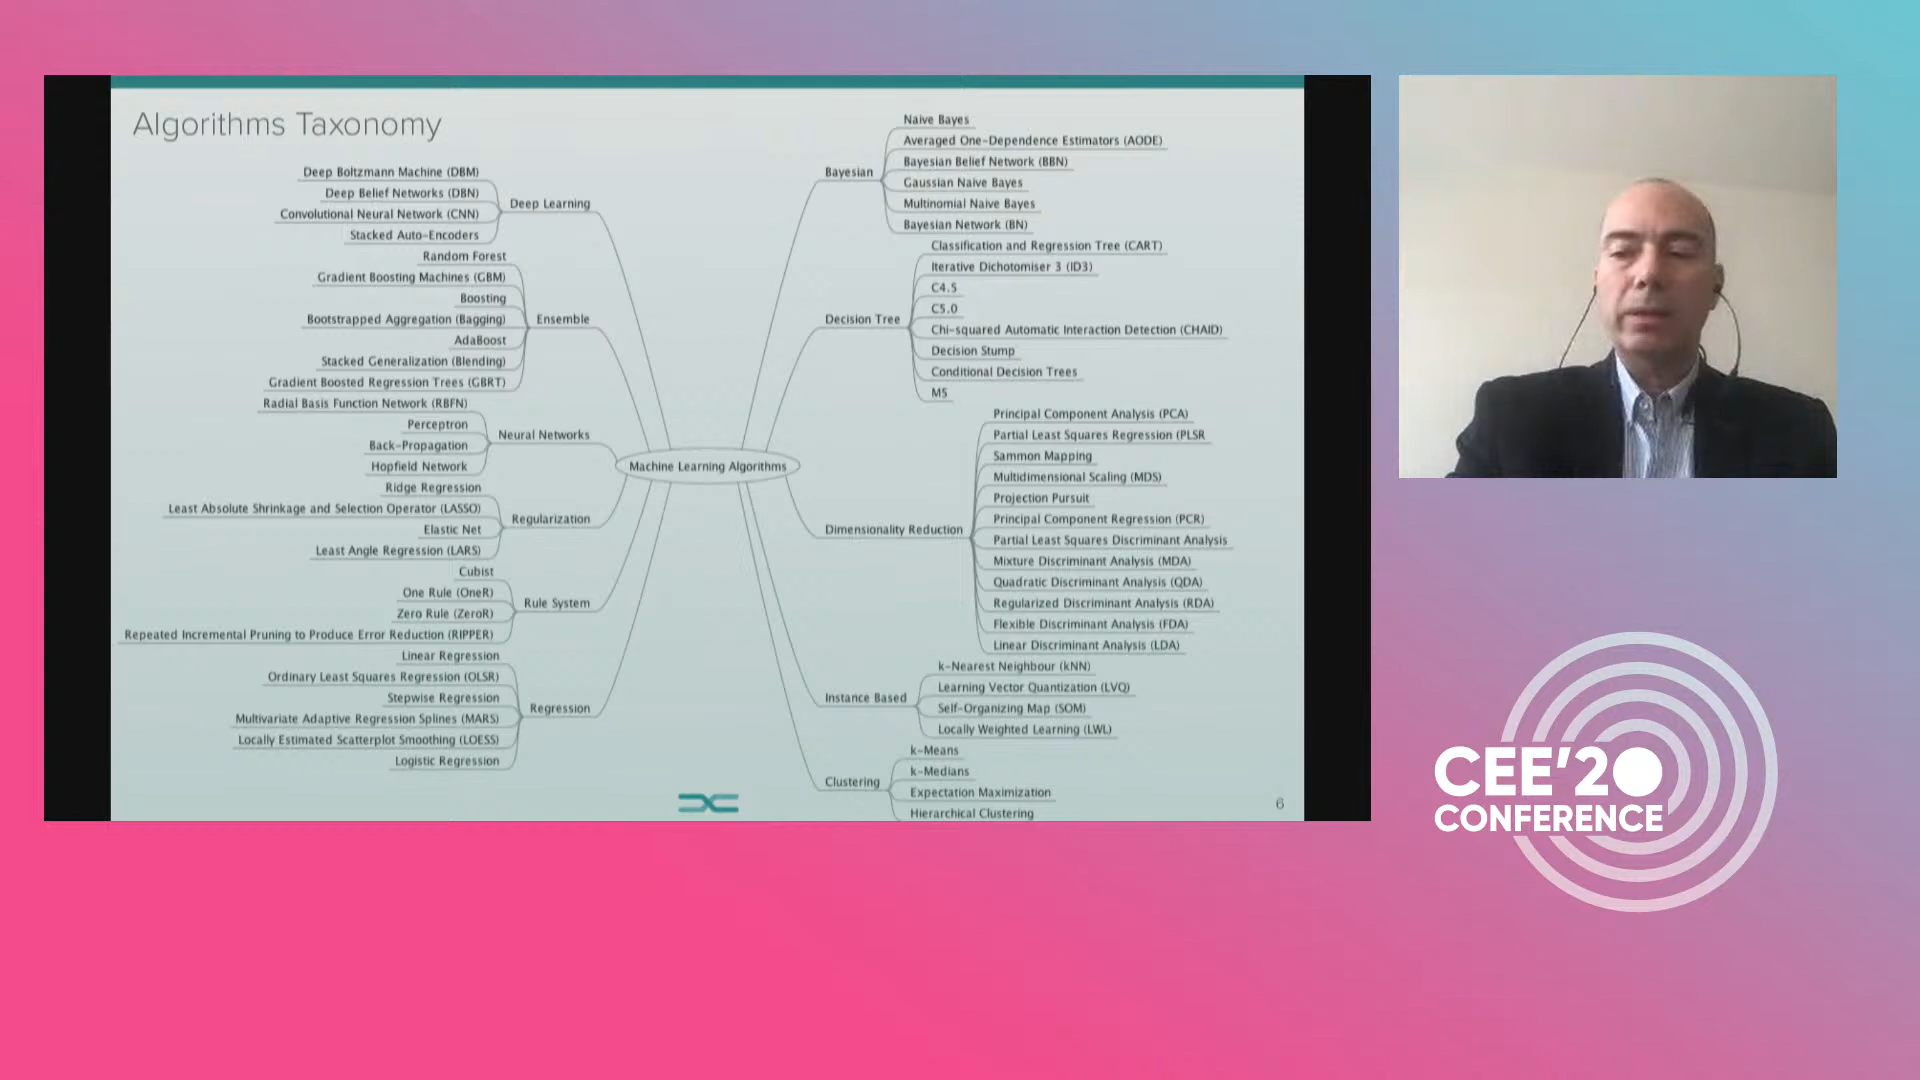 Algorithms Taxonomy
Deep Boltzmann Machine (DBM)
Deep Belief Networks (DBN)
Convolutional Neural Network (CNN)
Stacked Auto-Encoders
Deep Learning
Random Forest
Gradient Boosting Machines (GBM)
Boosting
Bootstrapped Aggregation (Bagging)
AdaBoost
Stacked Generalization (Blending)
Gradient Boosted Regression Trees (GBRT)
Ensemble
Radial Basis Function Network (RBFN)
Perceptron
Back-Propagation
Hopfield Network
Neural Networks
Ridge Regression
Least Absolute Shrinkage and Selection Operator (LASSO)
Elastic Net
Least Angle Regression (LARS)
Regularization
Cubist
One Rule (OneR)
Zero Rule (ZeroR)
Repeated Incremental Pruning to Produce Error Reduction (RIPPER)
Rule System
Linear Regression
Ordinary Least Squares Regression (OLSR)
Stepwise Regression
Multivariate Adaptive Regression Splines (MARS)
Locally Estimated Scatterplot Smoothing (LOESS)
Logistic Regression
Regression
Machine Learning Algorithms
Bayesian
Naive Bayes
Averaged One-Dependence Estimators (AODE)
Bayesian Belief Network (BBN)
Gaussian Naive Bayes
Multinomial Naive Bayes
Bayesian Network (BN)
Decision Tree
Classification and Regression Tree (CART)
Iterative Dichotomiser 3 (ID3)
C4.5
C5.0
Chi-squared Automatic Interaction Detection (CHAID)
Decision Stump
Conditional Decision Trees
M5
Dimensionality Reduction
Principal Component Analysis (PCA)
Partial Least Squares Regression (PLSR
Sammon Mapping
Multidimensional Scaling (MDS)
Projection Pursuit
Principal Component Regression (PCR)
Partial Least Squares Discriminant Analysis
Mixture Discriminant Analysis (MDA)
Quadratic Discriminant Analysis (QDA)
Regularized Discriminant Analysis (RDA)
Flexible Discriminant Analysis (FDA)
Linear Discriminant Analysis (LDA)
Instance Based
k-Nearest Neighbour (kNN)
Learning Vector Quantization (LVQ)
Self-Organizing Map (SOM)
Locally Weighted Learning (LWL)
Clustering
k-Means
k-Medians
Expectation Maximization
Hierarchical Clustering
6
CEE'20
CONFERENCE